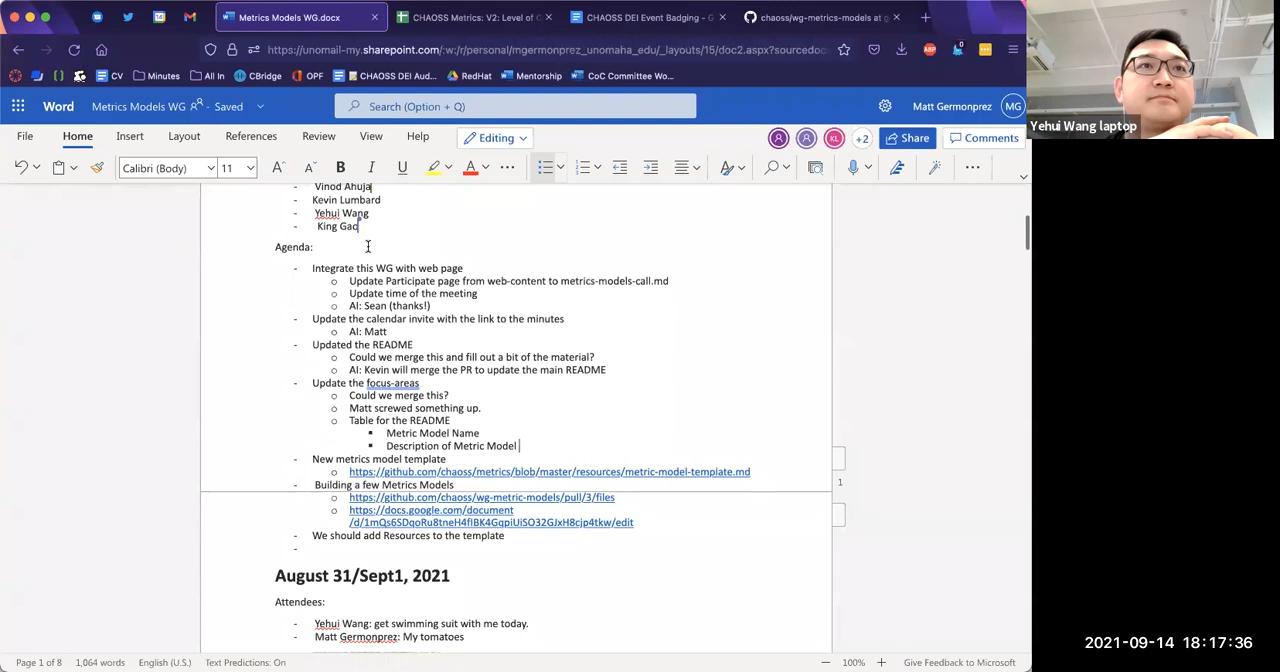 Metrics Models WG.docx
CHAOSS Metrics: V2: Level of C
CHAOSS DEI Event Badging - G
chaoss/wg-metrics-models at g
https://unomail-my.sharepoint.com/:w:/r/personal/mgermonprez_unomaha_edu/_layouts/15/doc2.aspx?sourcedoc
CV
Minutes
All In
CBridge
OPF
CHAOSS DEI Aud...
RedHat
Mentorship
CoC Committee Wo...
Yehui Wang laptop
Word
Metrics Models WG - Saved
Search (Option + Q)
Matt Germonprez
MG
File Home Insert Layout References Review View Help
Editing
KL
+2
Share
Comments
Calibri (Body)
11
B I U
- Vinod Ahuja
- Kevin Lumbard
- Yehui Wang
- King Gao
Agenda:
- Integrate this WG with web page
o Update Participate page from web-content to metrics-models-call.md
o Update time of the meeting
o AI: Sean (thanks!)
- Update the calendar invite with the link to the minutes
o AI: Matt
- Updated the README
o Could we merge this and fill out a bit of the material?
o AI: Kevin will merge the PR to update the main README
- Update the focus-areas
o Could we merge this?
o Matt screwed something up.
o Table for the README
▪ Metric Model Name
▪ Description of Metric Model
- New metrics model template
o https://github.com/chaoss/metrics/blob/master/resources/metric-model-template.md
- Building a few Metrics Models
o https://github.com/chaoss/wg-metric-models/pull/3/files
o https://docs.google.com/document
/d/1mQs6SDqoRu8tneH4fIBK4GqpiUiSO32GJxH8cjp4tkw/edit
- We should add Resources to the template
-
1
August 31/Sept1, 2021
Attendees:
- Yehui Wang: get swimming suit with me today.
- Matt Germonprez: My tomatoes
2021-09-14 18:17:36
Page 1 of 8
1,064 words
English (U.S.)
Text Predictions: On
100%
Give Feedback to Microsoft